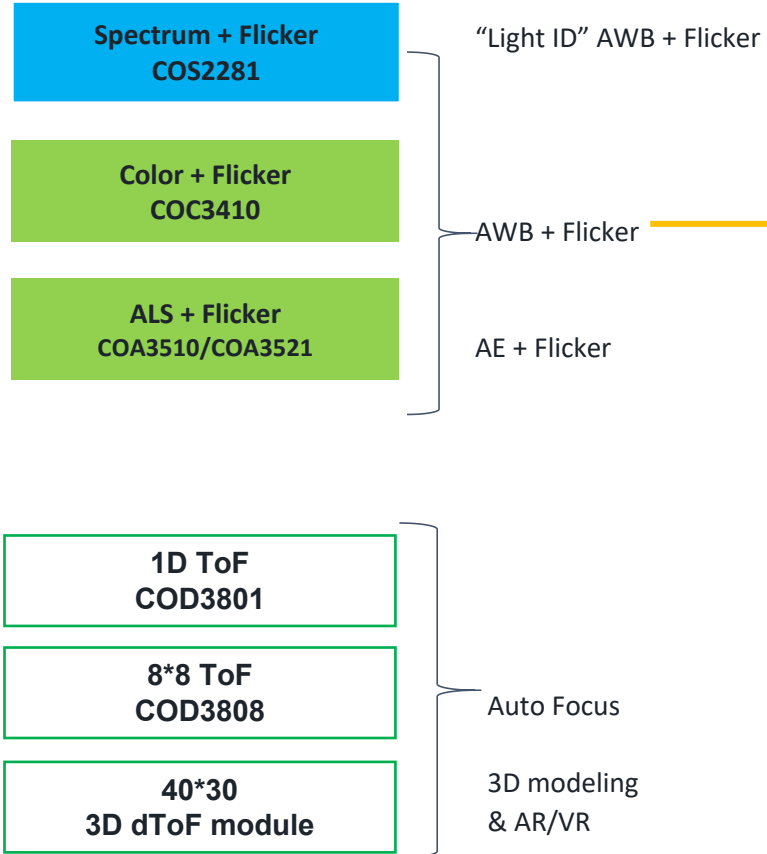 Spectrum + Flicker
COS2281
“Light ID” AWB + Flicker
Color + Flicker
COC3410
AWB + Flicker
ALS + Flicker
COA3510/COA3521
AE + Flicker
1D ToF
COD3801
8*8 ToF
COD3808
Auto Focus
40*30
3D dToF module
3D modeling
& AR/VR